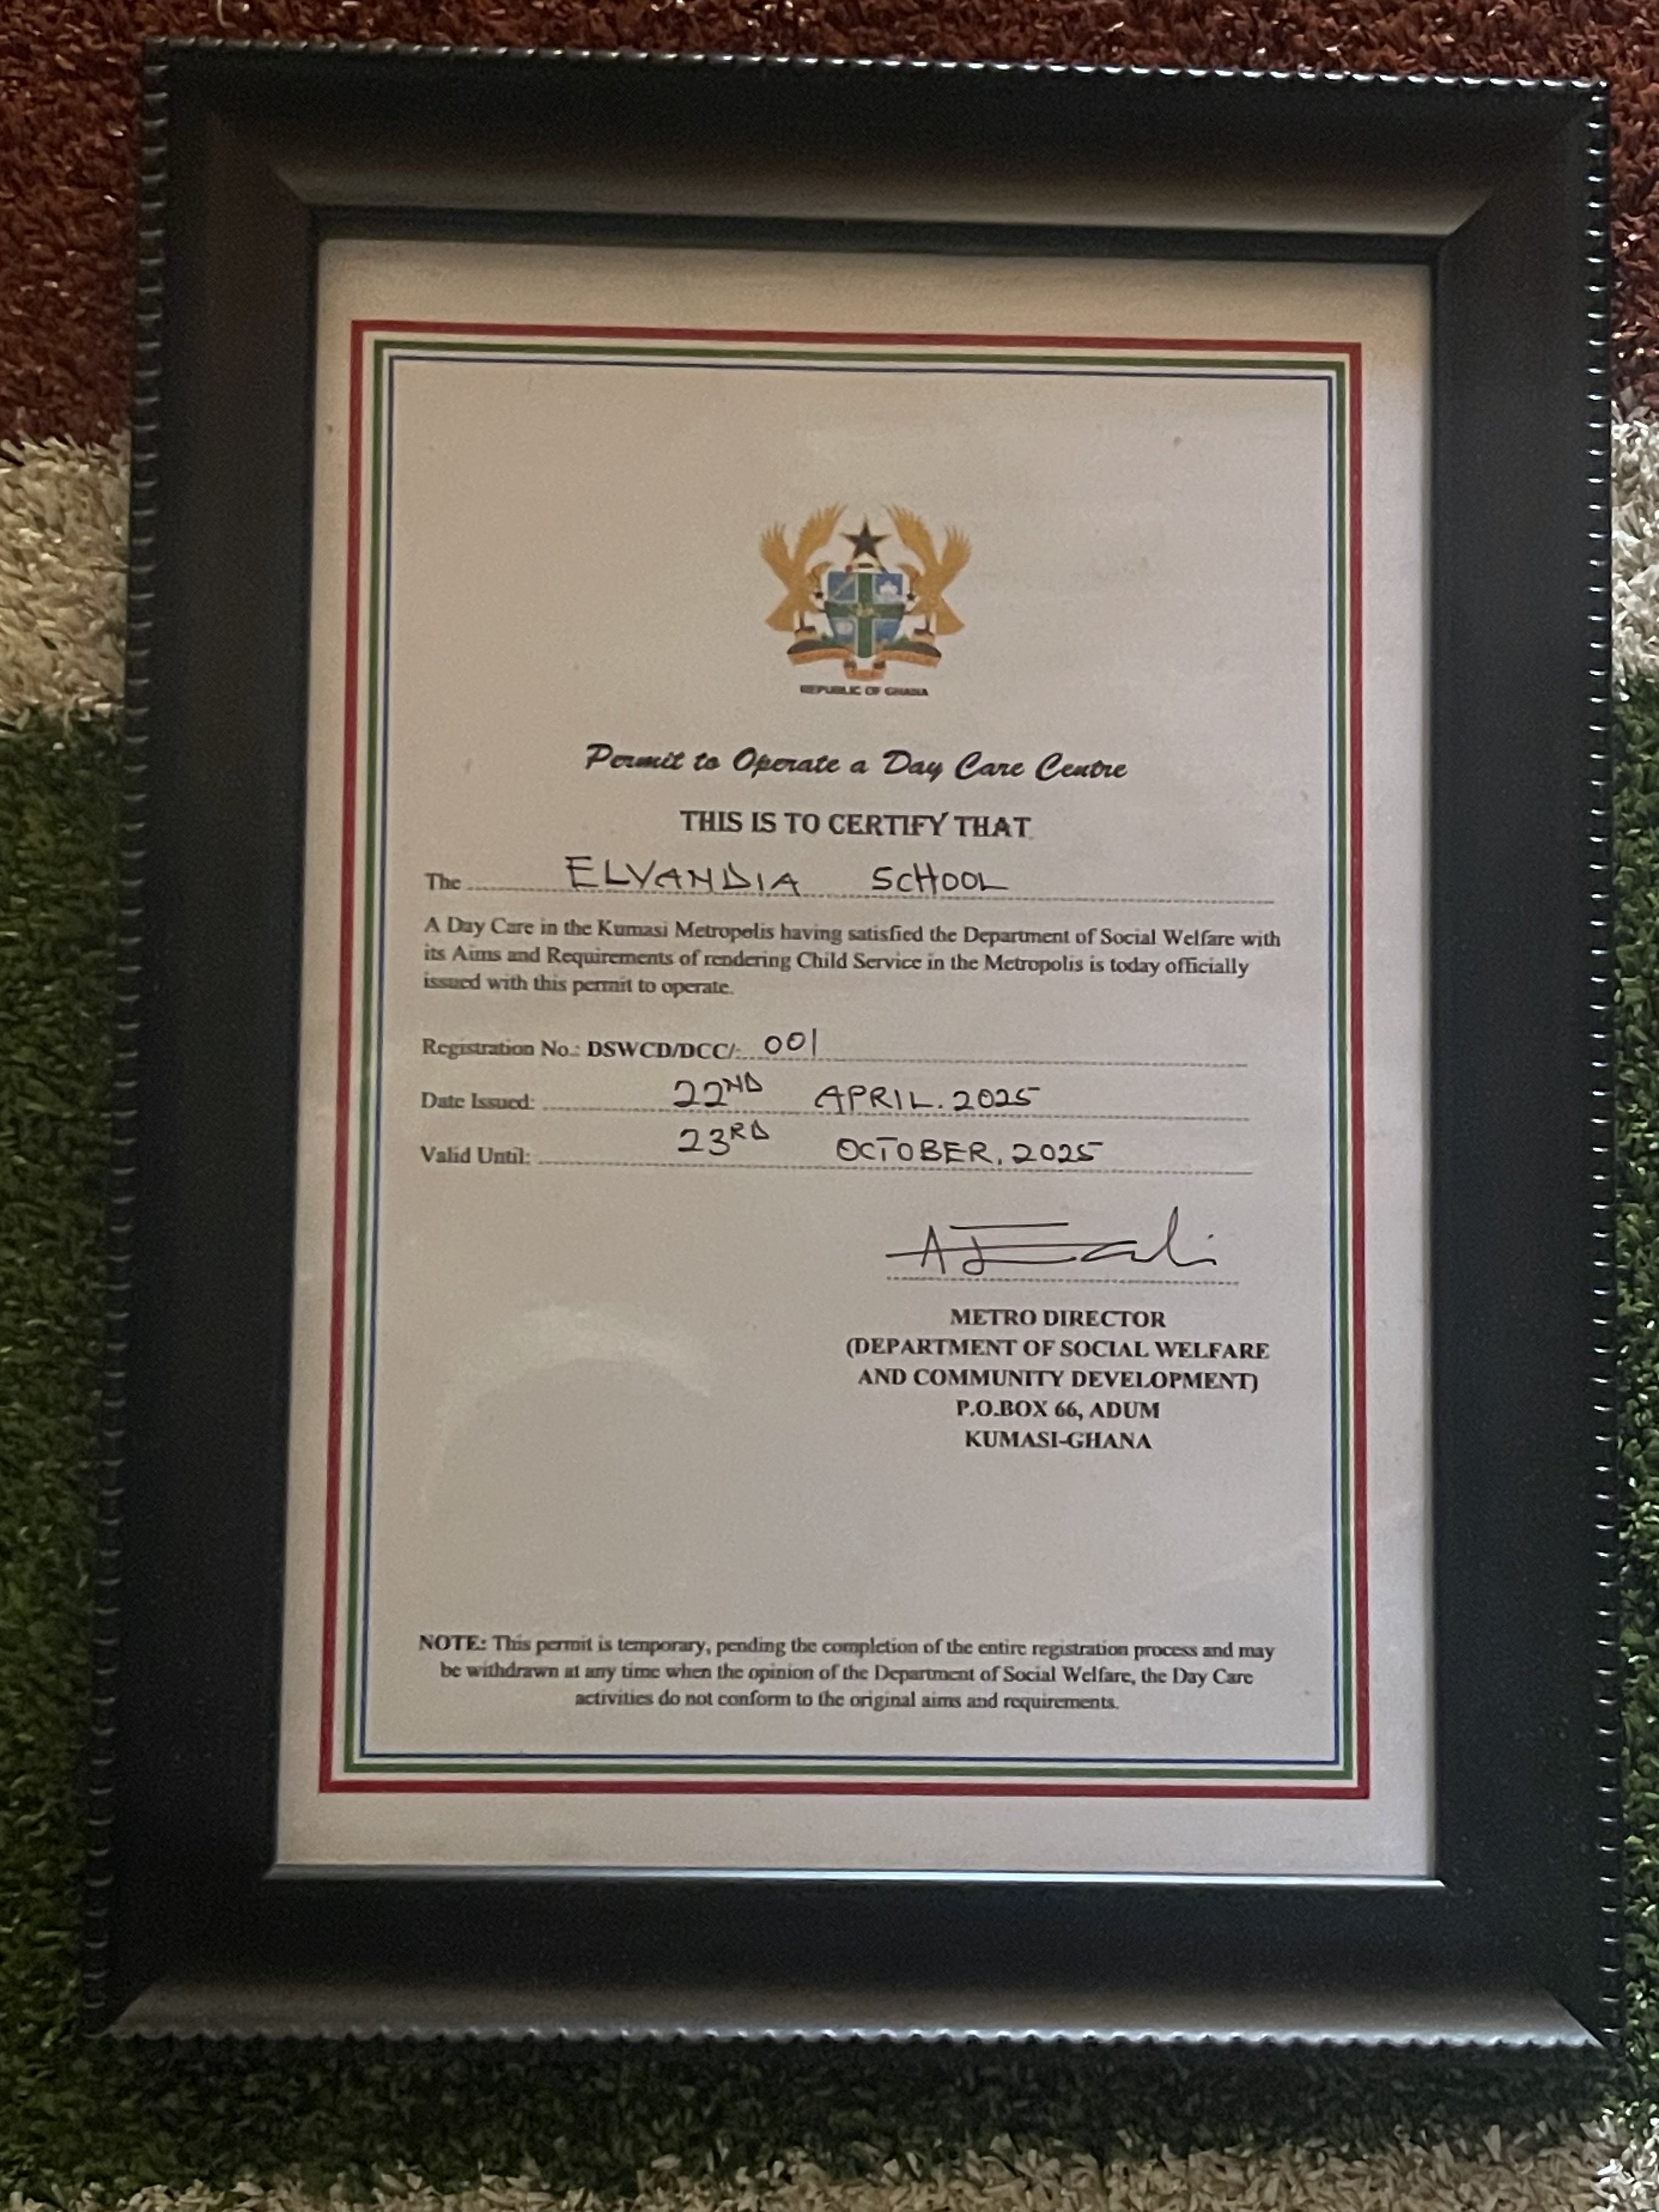 REPUBLIC OF GHANA
Permit to Operate a Day Care Centre
THIS IS TO CERTIFY THAT
The ELVANDIA SCHOOL
A Day Care in the Kumasi Metropolis having satisfied the Department of Social Welfare with
its Aims and Requirements of rendering Child Service in the Metropolis is today officially
issued with this permit to operate.
Registration No.: DSWCD/DCC/- 001
Date Issued: 22ND APRIL. 2025
Valid Until: 23RD OCTOBER, 2025
METRO DIRECTOR
(DEPARTMENT OF SOCIAL WELFARE
AND COMMUNITY DEVELOPMENT)
P.O.BOX 66, ADUM
KUMASI-GHANA
NOTE: This permit is temporary, pending the completion of the entire registration process and may
be withdrawn at any time when the opinion of the Department of Social Welfare, the Day Care
activities do not conform to the original aims and requirements.